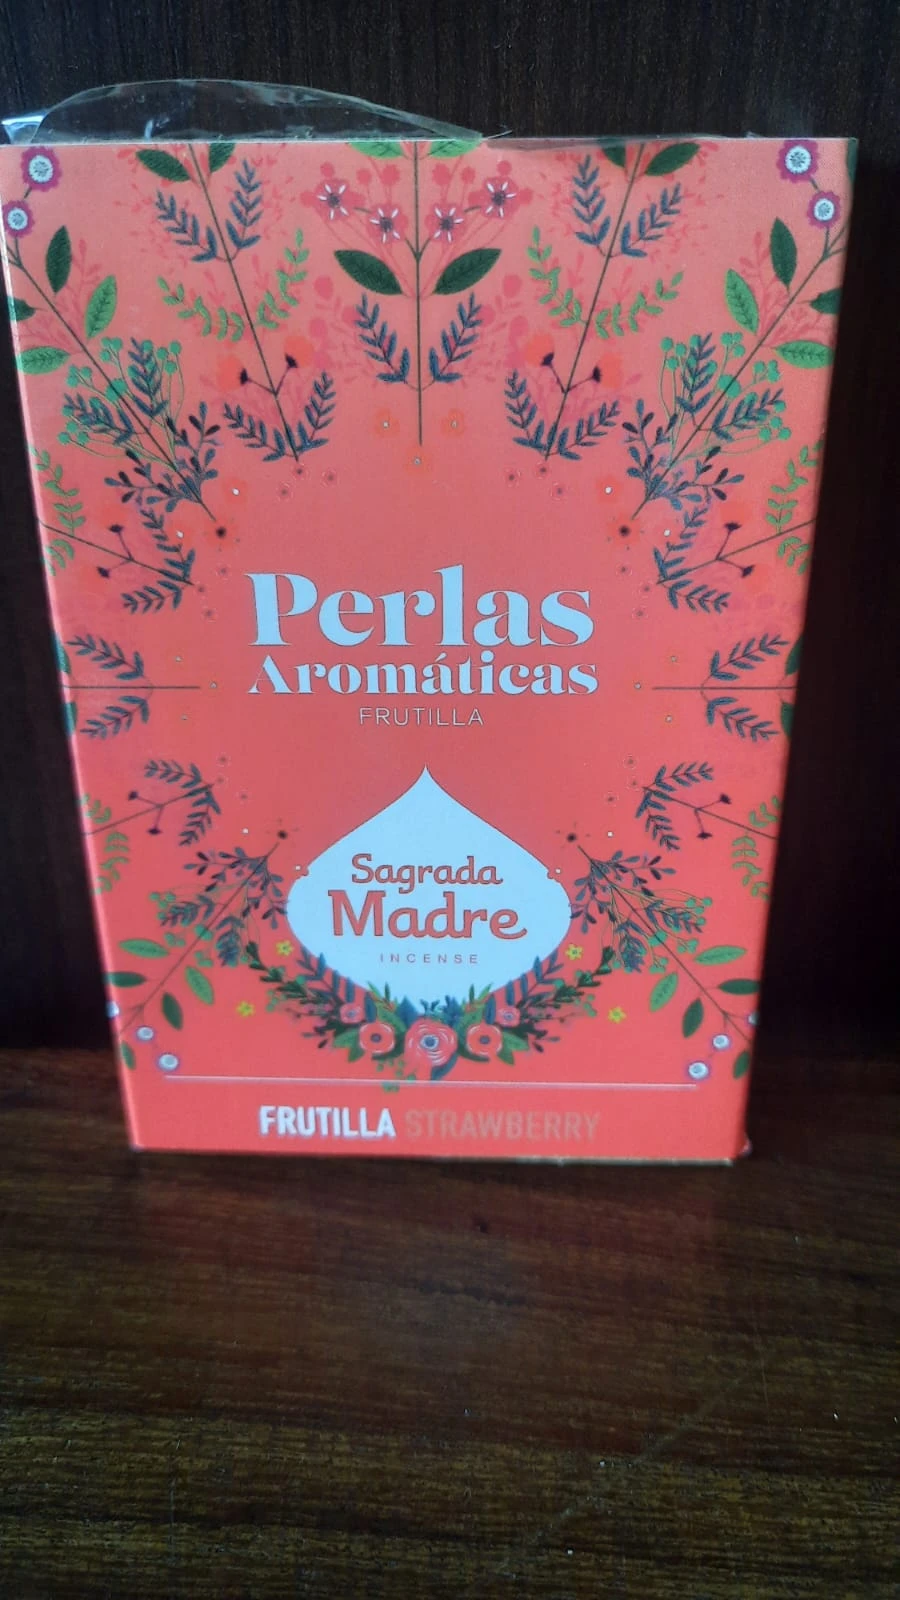 Perlas
Aromáticas
FRUTILLA
Sagrada
Madre
INCENSE
FRUTILLA STRAWBERRY